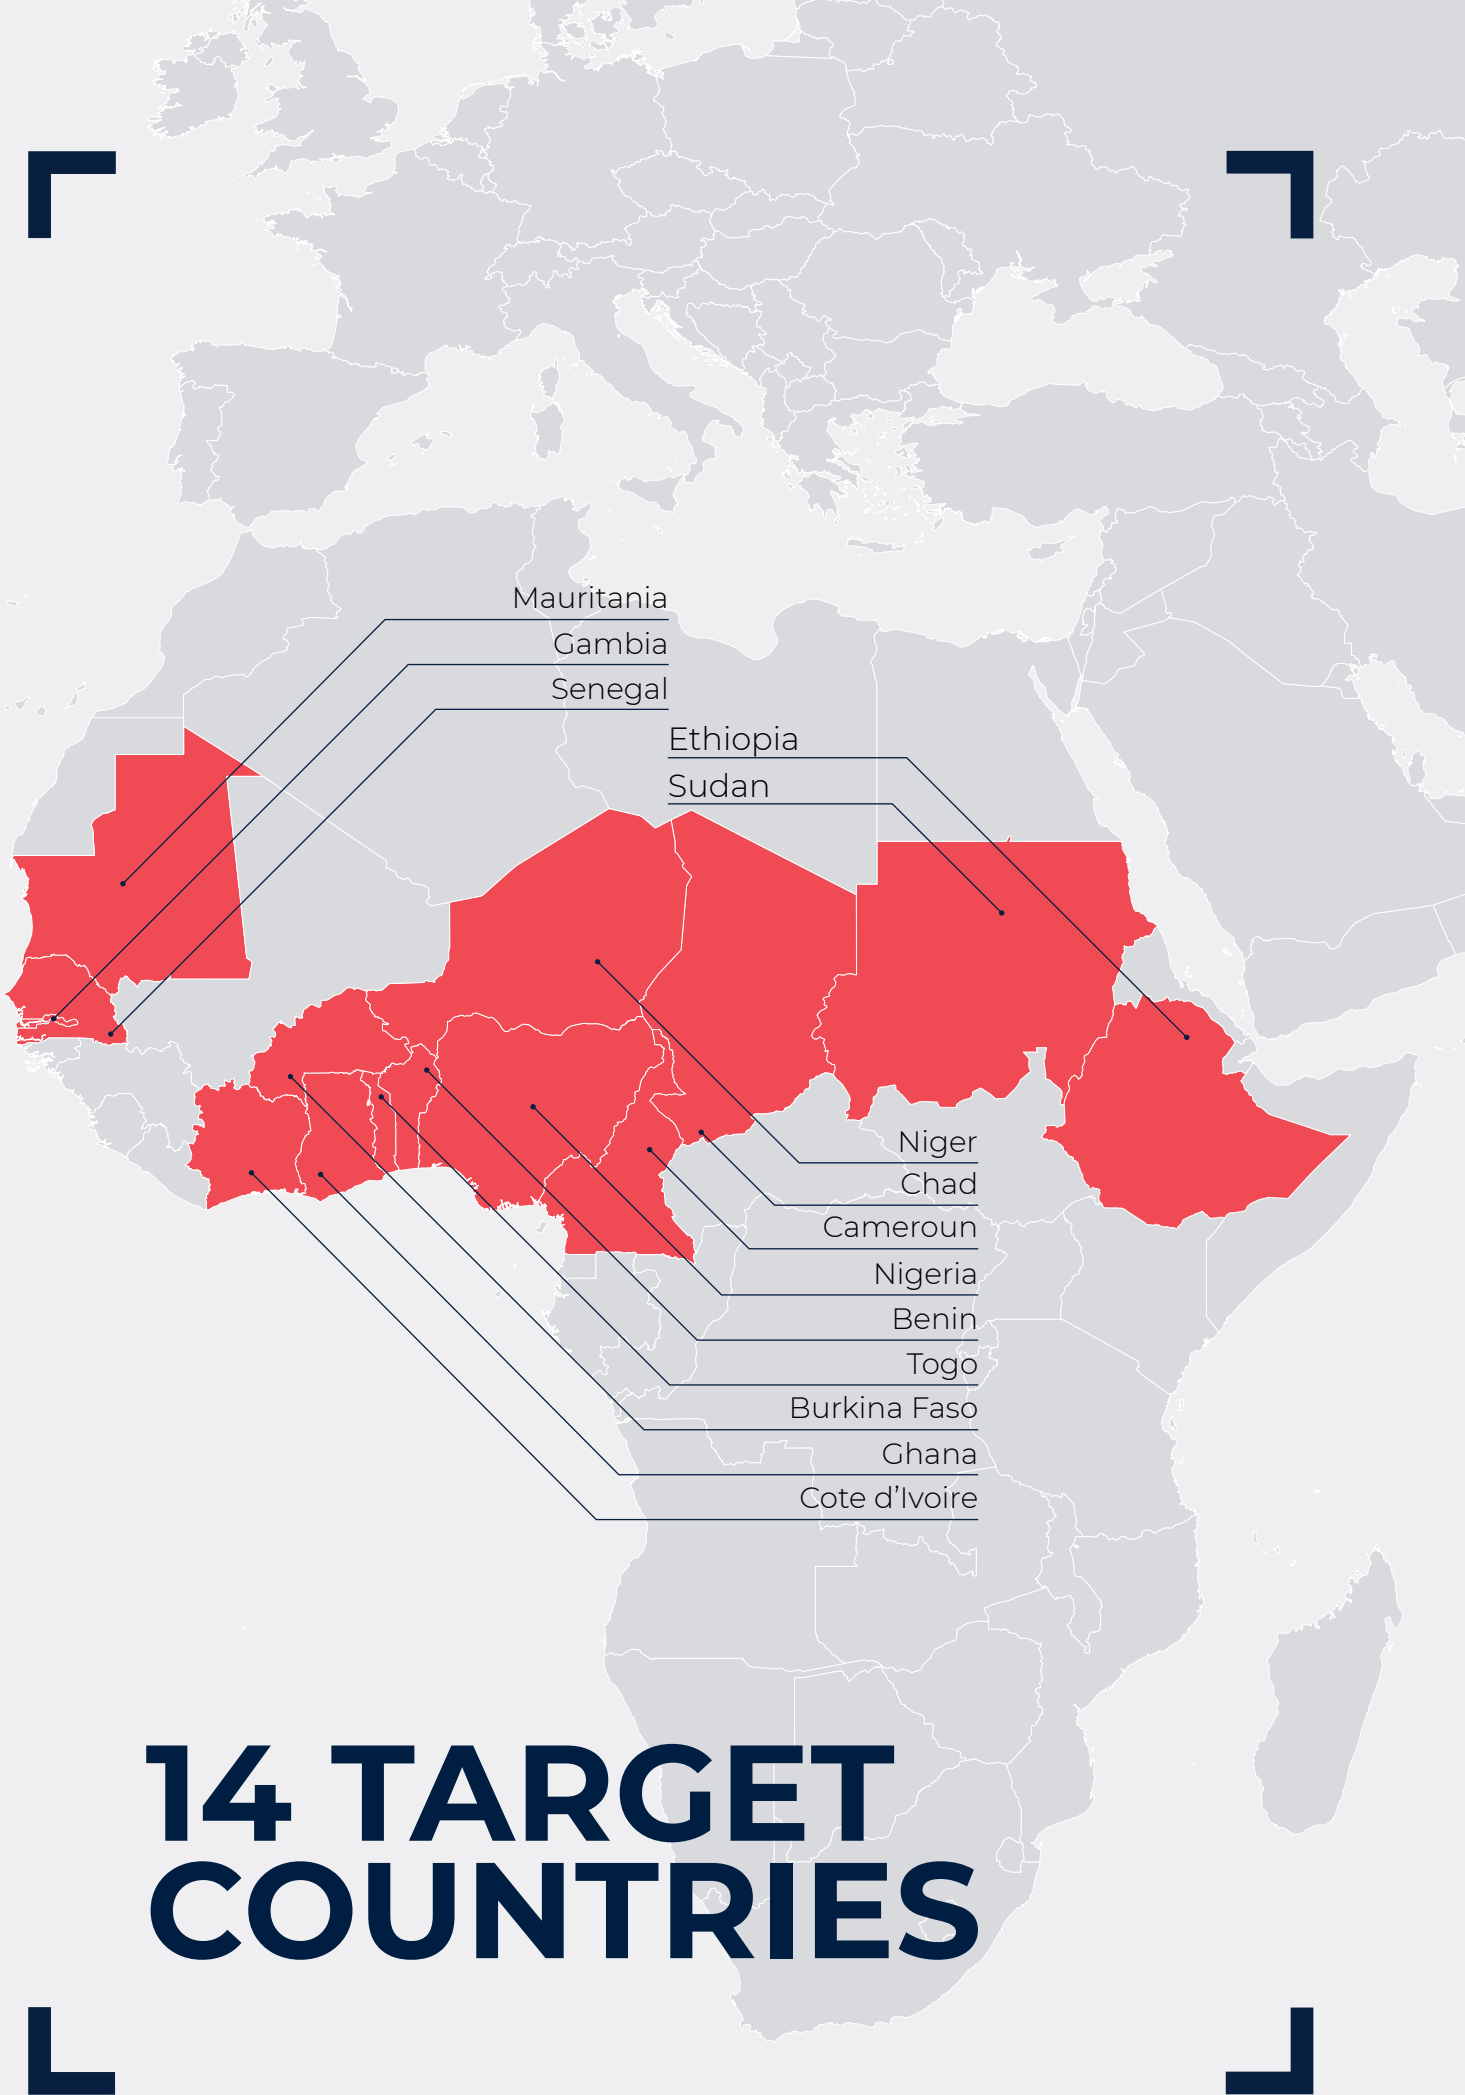 Mauritania
Gambia
Senegal
Ethiopia
Sudan
Niger
Chad
Cameroun
Nigeria
Benin
Togo
Burkina Faso
Ghana
Cote d’Ivoire
14 TARGET
COUNTRIES